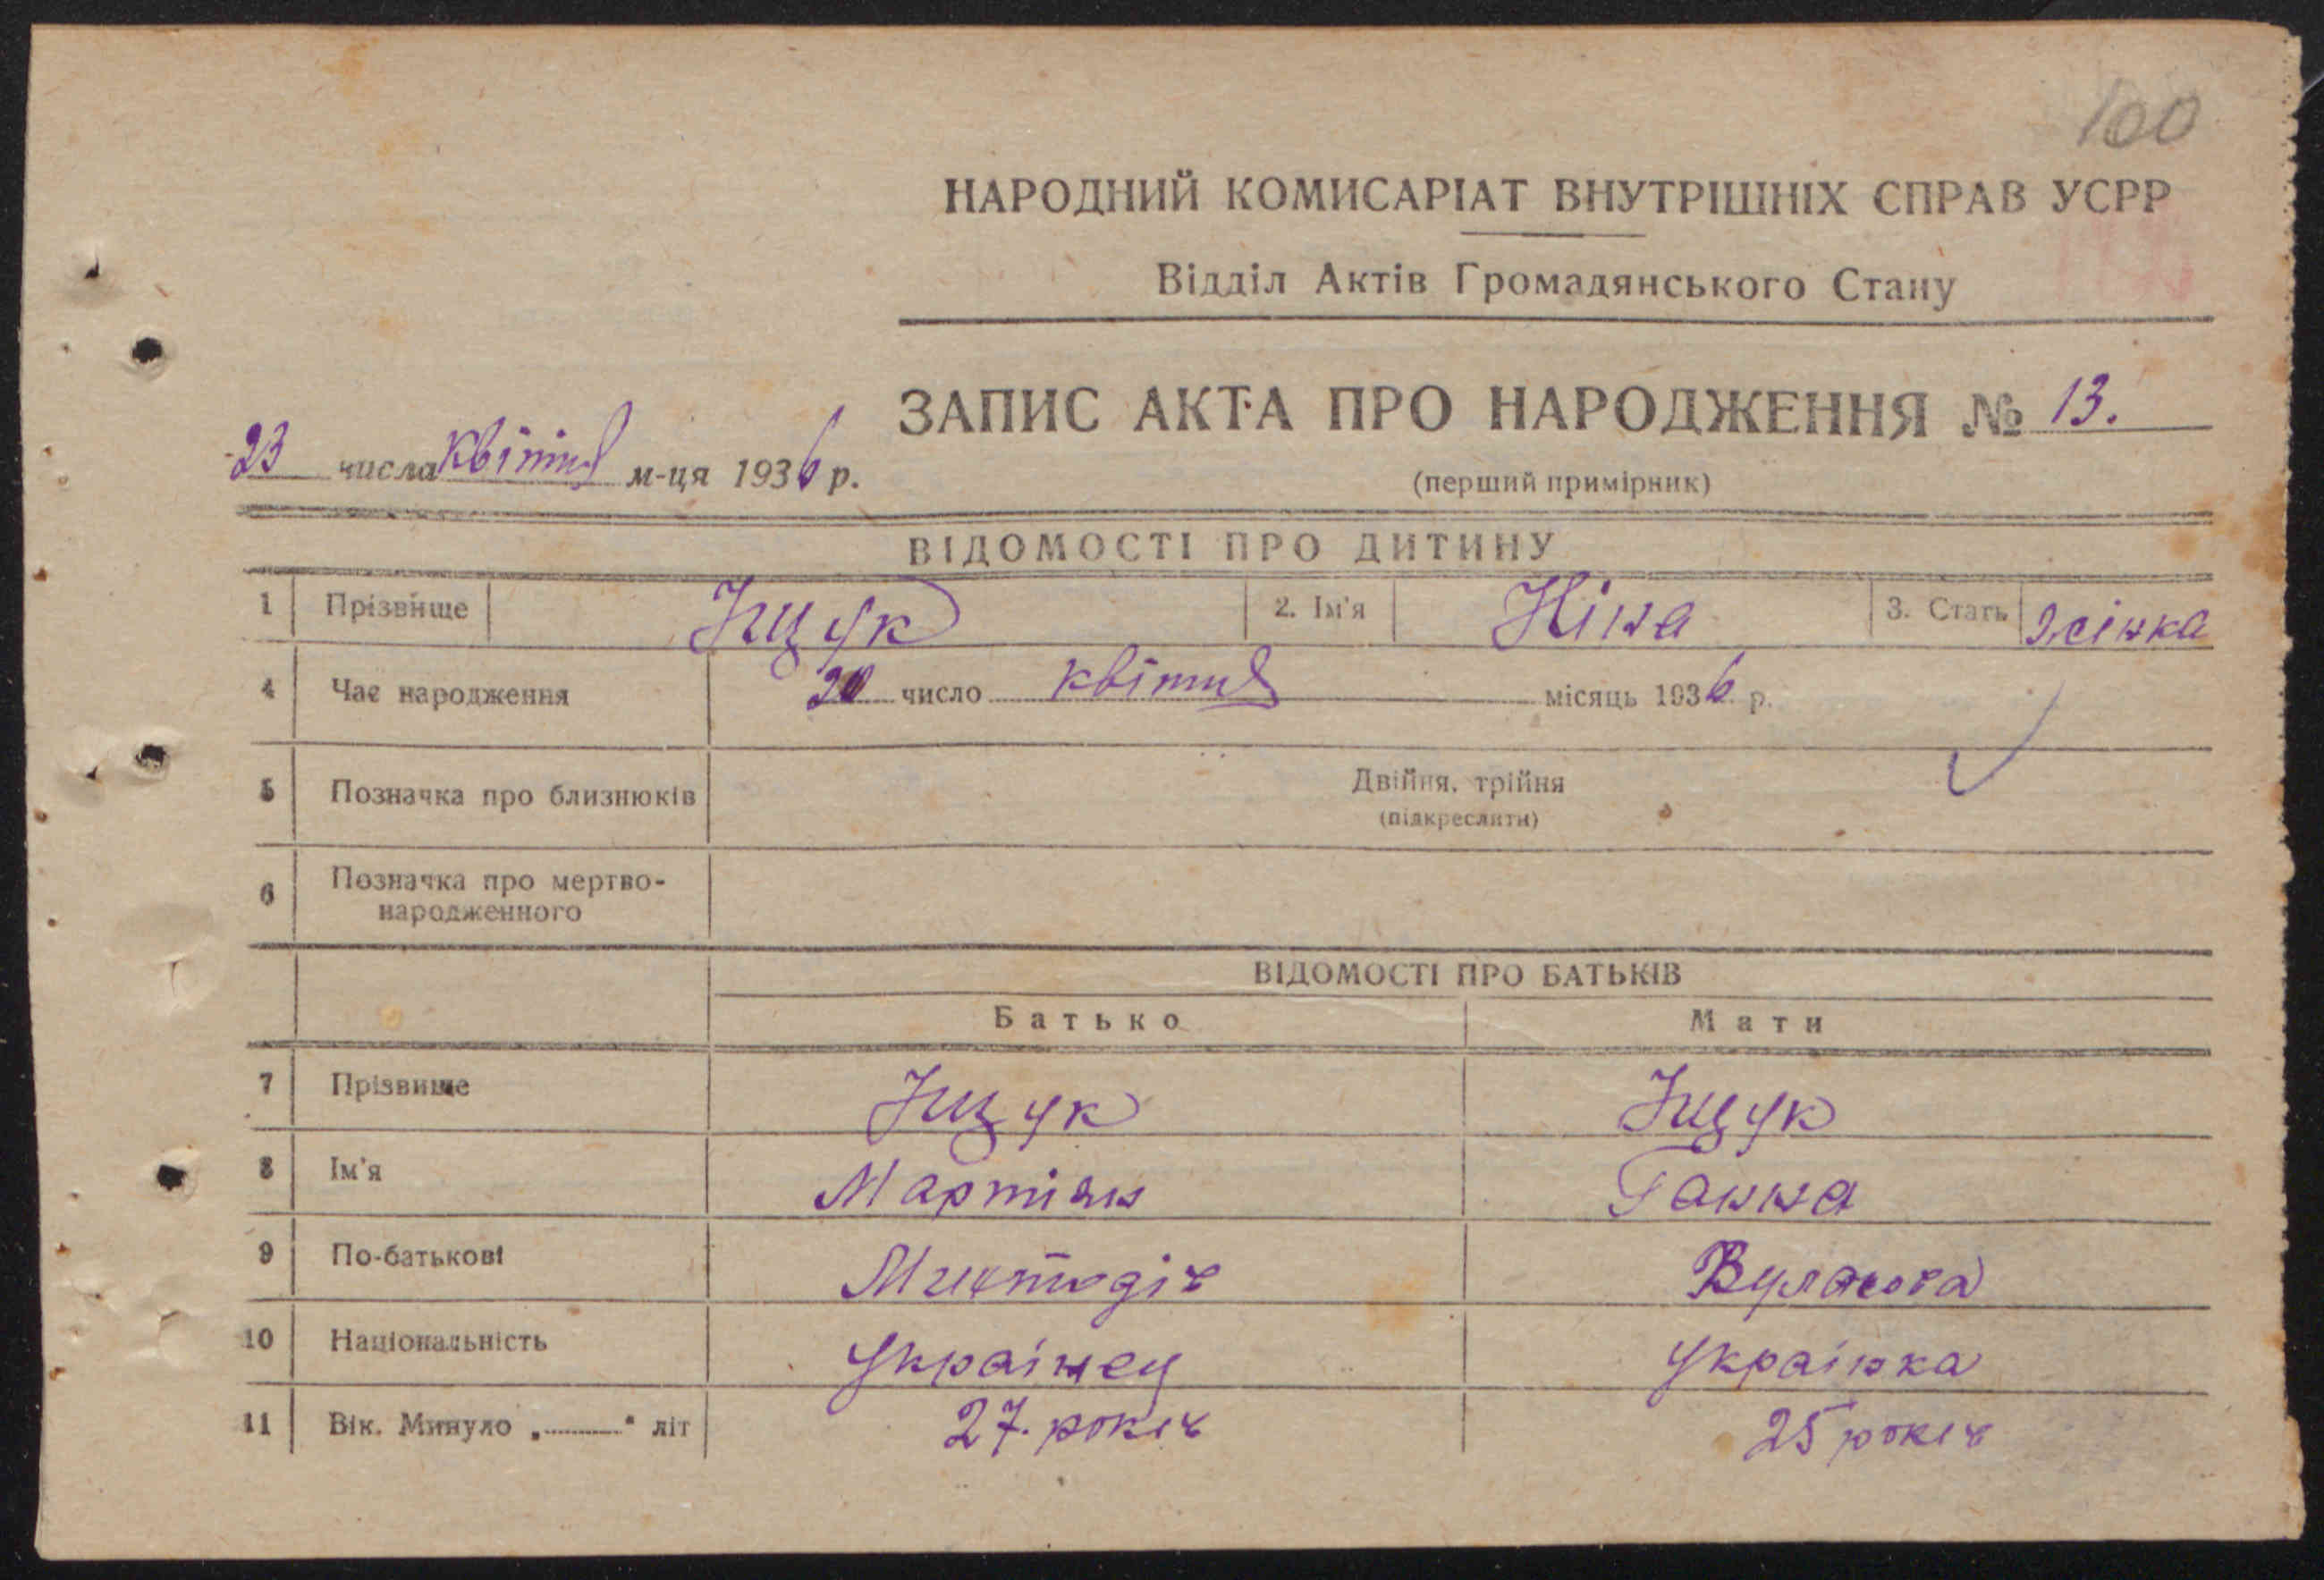 100
НАРОДНИЙ КОМИСАРІАТ ВНУТРІШНІХ СПРАВ УСРР
Відділ Актів Громадянського Стану
ЗАПИС АКТА ПРО НАРОДЖЕННЯ № 13.
23 числа квітня м-ця 1936 р.
(перший примірник)
ВІДОМОСТІ ПРО ДИТИНУ
1 Прізвище Іщук 2. Ім'я Ніна 3. Стать жінка
4 Час народження 20 число квітня місяць 1936 р.
5 Позначка про близнюків Двійня, трійня
(підкреслити)
6 Позначка про мертво-
народженного
ВІДОМОСТІ ПРО БАТЬКІВ
Батько Мати
7 Прізвище Іщук Іщук
8 Ім'я Мартіян Ганна
9 По-батькові
10 Національність Українец Українка
11 Вік. Минуло „ " літ 27. років 25 років